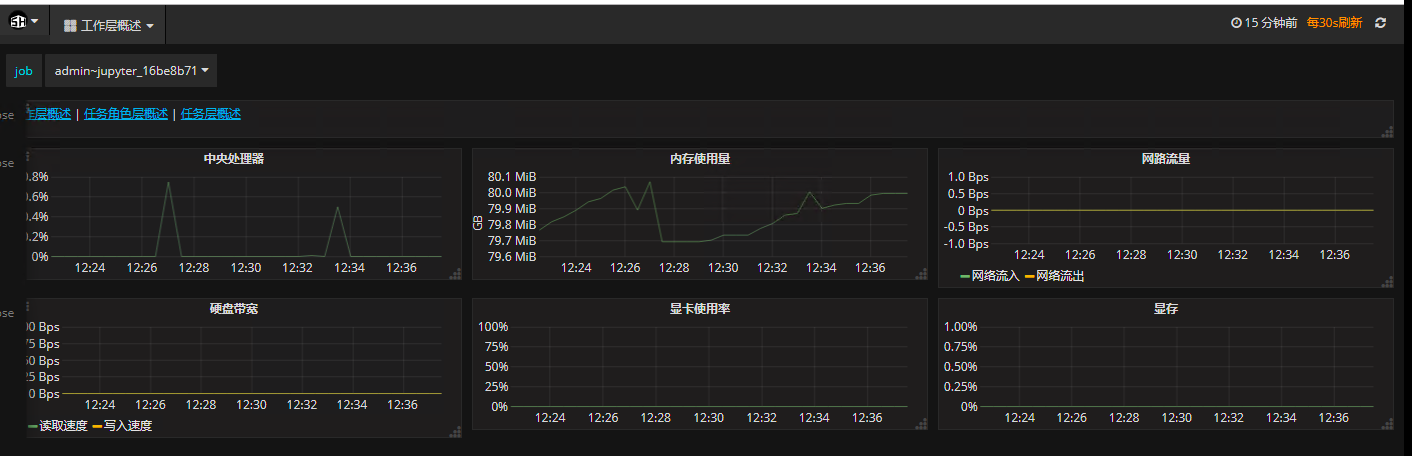 SH 工作层概述 15 分钟前 每30s刷新
job admin~jupyter_16be8b71
ose 作层概述 | 任务角色层概述 | 任务层概述
ose
中央处理器
0.8%
0.6%
0.4%
0.2%
0%
12:24 12:26 12:28 12:30 12:32 12:34 12:36
内存使用量
GB
80.1 MiB
80.0 MiB
79.9 MiB
79.8 MiB
79.7 MiB
79.6 MiB
12:24 12:26 12:28 12:30 12:32 12:34 12:36
网路流量
1.0 Bps
0.5 Bps
0 Bps
-0.5 Bps
-1.0 Bps
12:24 12:26 12:28 12:30 12:32 12:34 12:36
网络流入 网络流出
ose
硬盘带宽
00 Bps
75 Bps
50 Bps
25 Bps
0 Bps
12:24 12:26 12:28 12:30 12:32 12:34 12:36
读取速度 写入速度
显卡使用率
100%
75%
50%
25%
0%
12:24 12:26 12:28 12:30 12:32 12:34 12:36
显存
1.00%
0.75%
0.50%
0.25%
0%
12:24 12:26 12:28 12:30 12:32 12:34 12:36